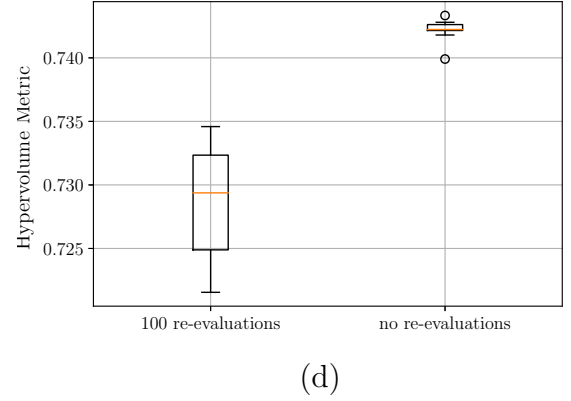 Hypervolume Metric
0.740
0.735
0.730
0.725
100 re-evaluations
no re-evaluations
(d)